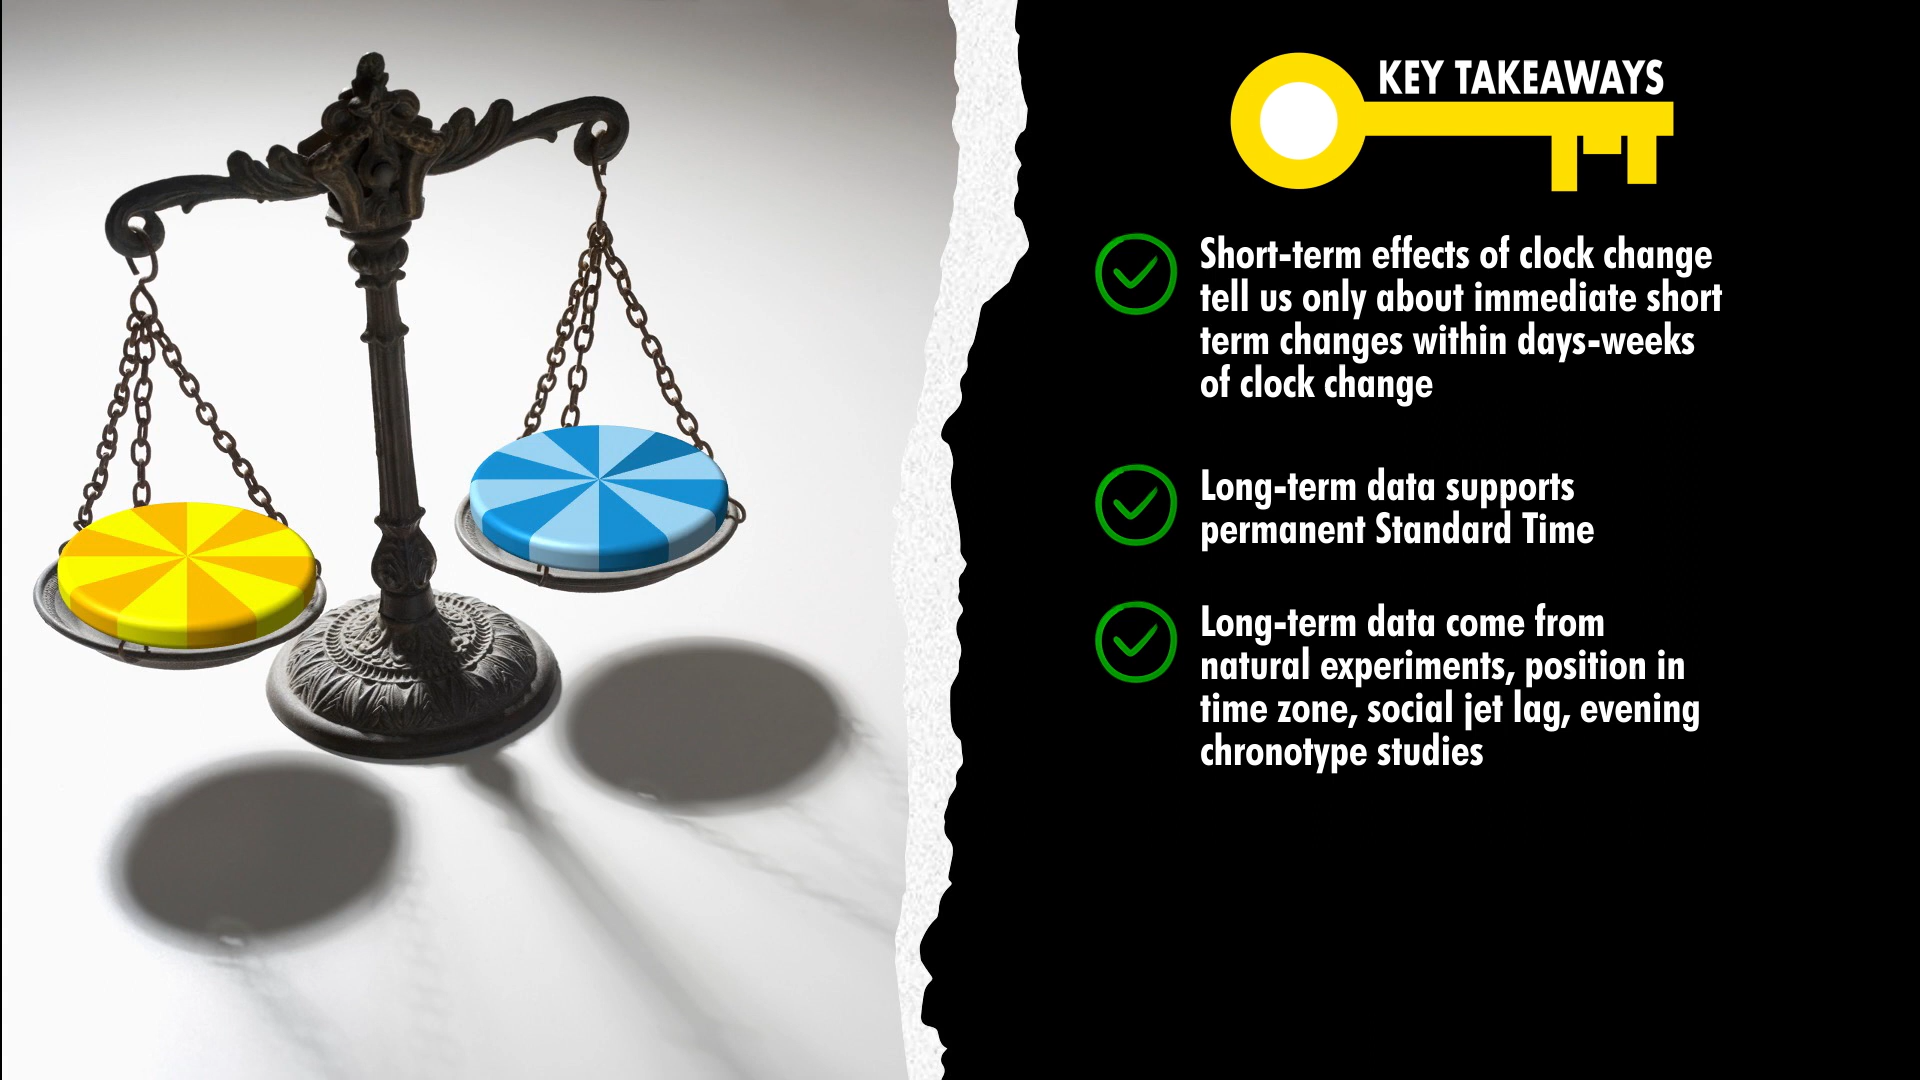 KEY TAKEAWAYS
Short-term effects of clock change
tell us only about immediate short
term changes within days-weeks
of clock change
Long-term data supports
permanent Standard Time
Long-term data come from
natural experiments, position in
time zone, social jet lag, evening
chronotype studies